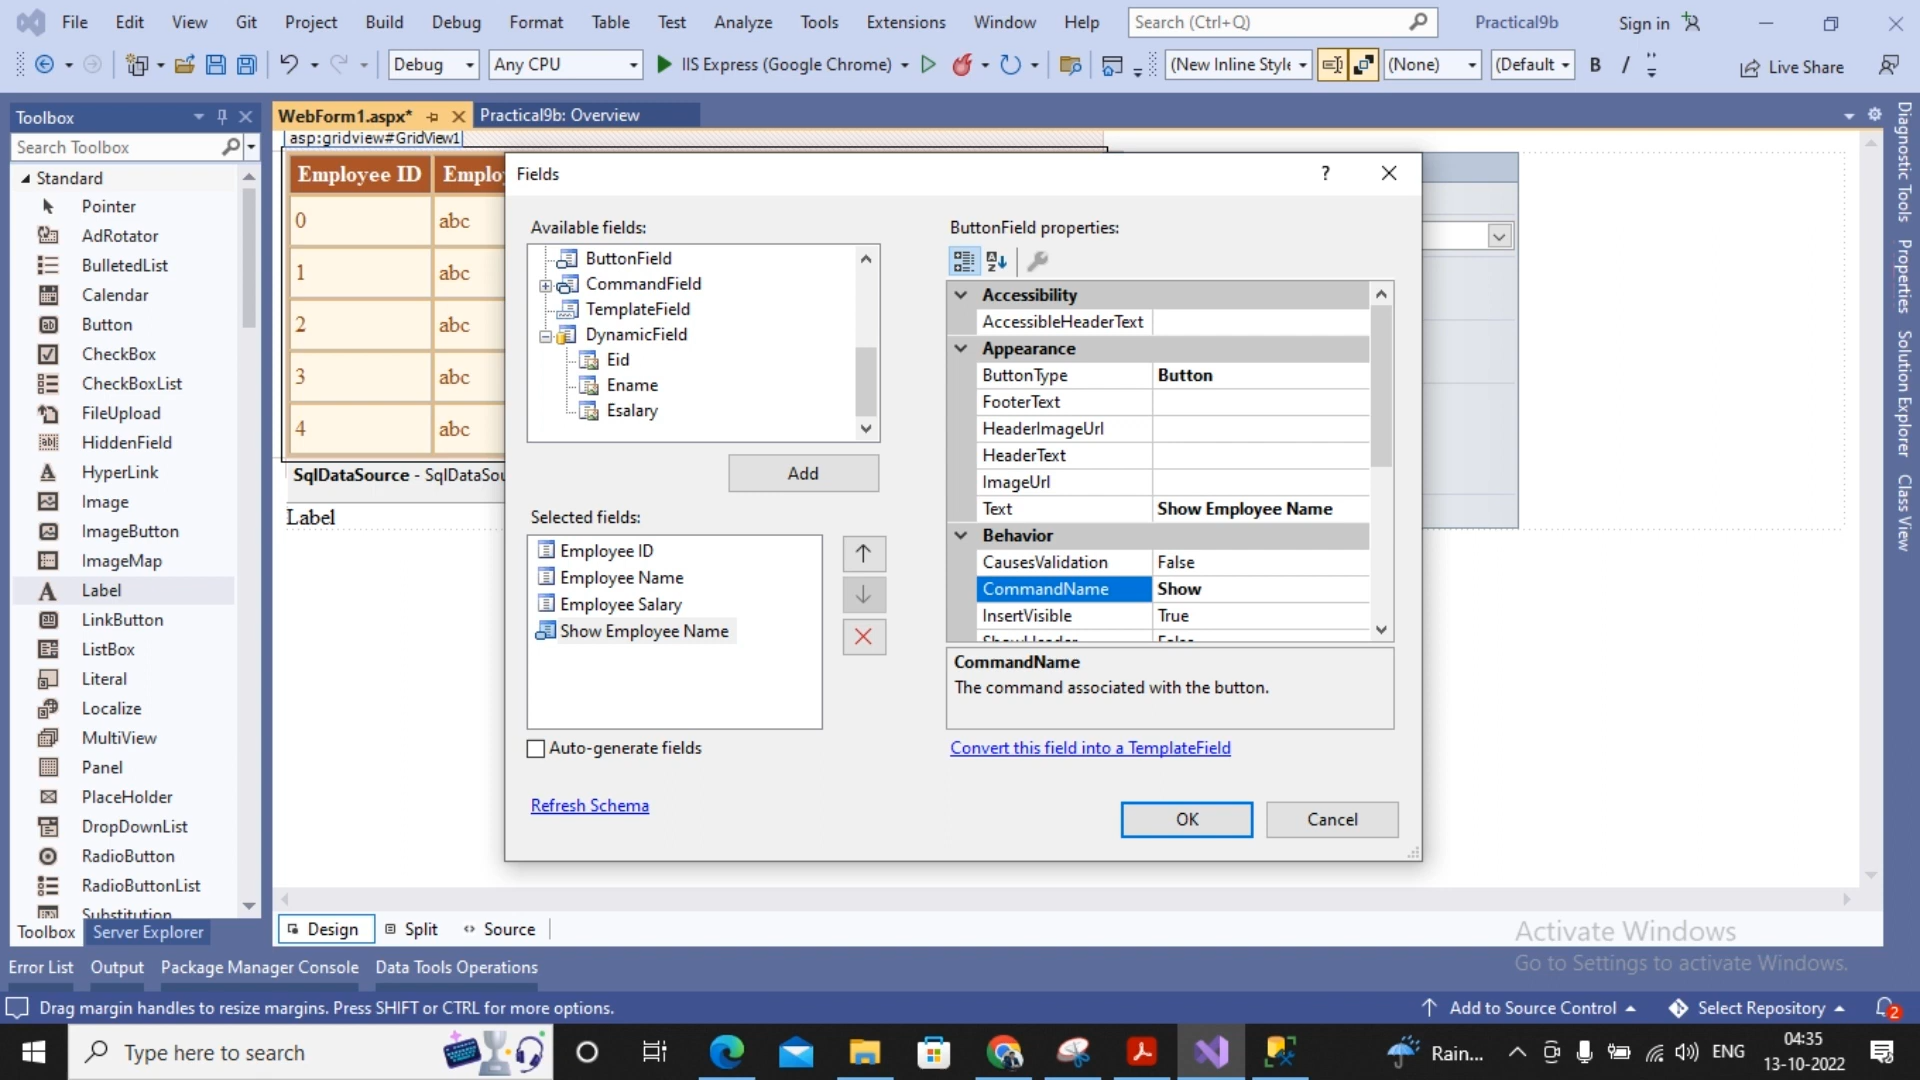 File Edit View Git Project Build Debug Format Table Test Analyze Tools Extensions Window Help Search (Ctrl+Q) Practical9b Sign in
Debug Any CPU IIS Express (Google Chrome) (New Inline Style (None) (Default B I Live Share
Toolbox
Search Toolbox
Standard
Pointer
AdRotator
BulletedList
Calendar
Button
CheckBox
CheckBoxList
FileUpload
HiddenField
HyperLink
Image
ImageButton
ImageMap
Label
LinkButton
ListBox
Literal
Localize
MultiView
Panel
PlaceHolder
DropDownList
RadioButton
RadioButtonList
Substitution
Toolbox Server Explorer
WebForm1.aspx* Practical9b: Overview
asp:gridview#GridView1
Employee ID Emplo
0 abc
1 abc
2 abc
3 abc
4 abc
SqlDataSource - SqlDataSou
Label
Fields ?
Available fields:
ButtonField
CommandField
TemplateField
DynamicField
Eid
Ename
Esalary
Add
Selected fields:
Employee ID
Employee Name
Employee Salary
Show Employee Name
Auto-generate fields
Refresh Schema
ButtonField properties:
Accessibility
AccessibleHeaderText
Appearance
ButtonType Button
FooterText
HeaderImageUrl
HeaderText
ImageUrl
Text Show Employee Name
Behavior
CausesValidation False
CommandName Show
InsertVisible True
ShowHeader False
CommandName
The command associated with the button.
Convert this field into a TemplateField
OK Cancel
Diagnostic Tools
Properties
Solution Explorer
Class View
Design Split Source
Activate Windows
Go to Settings to activate Windows.
Error List Output Package Manager Console Data Tools Operations
Drag margin handles to resize margins. Press SHIFT or CTRL for more options. Add to Source Control Select Repository 2
Type here to search Rain... ENG 04:35
13-10-2022